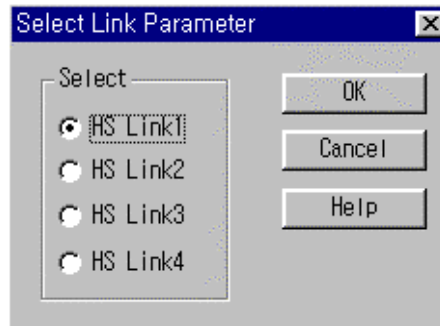 Select Link Parameter
Select
HS Link1
HS Link2
HS Link3
HS Link4
OK
Cancel
Help